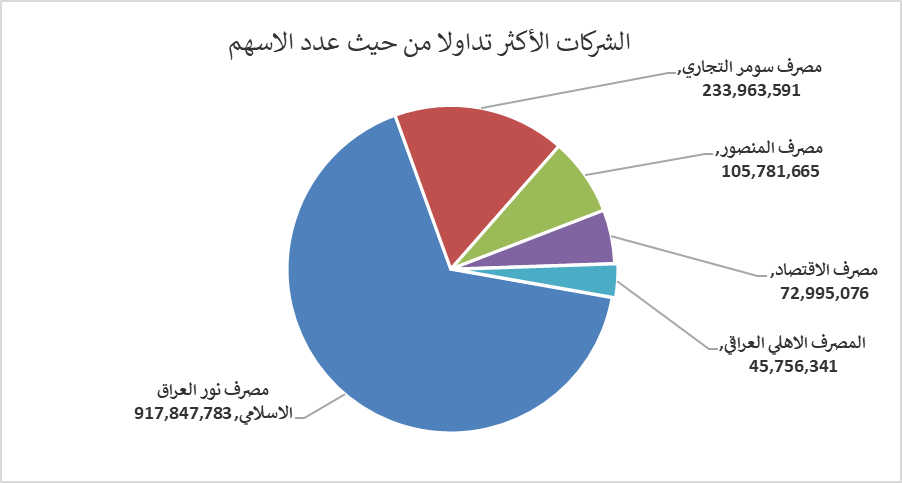 الشركات الأكثر تداولا من حيث عدد الاسهم
مصرف سومر التجاري,
233,963,591
مصرف المنصور,
105,781,665
مصرف الاقتصاد,
72,995,076
المصرف الاهلي العراقي,
45,756,341
مصرف نور العراق
الاسلامي, 917,847,783